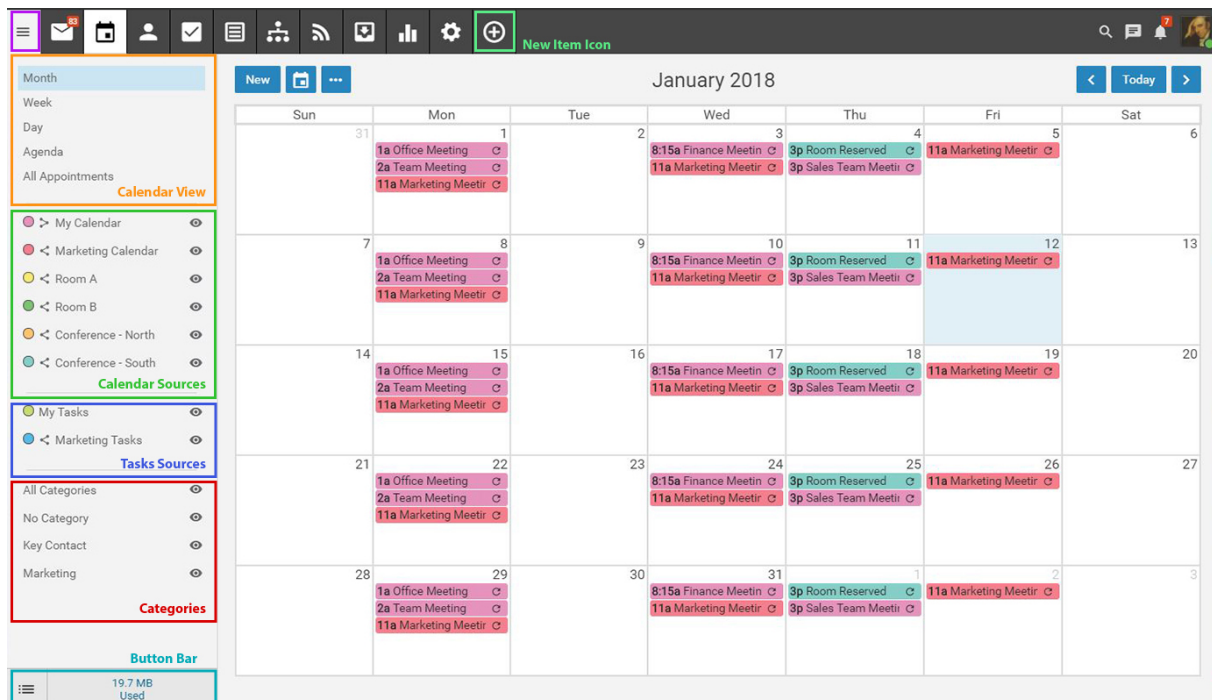 83
7
New Item Icon
Month
Week
Day
Agenda
All Appointments
Calendar View
My Calendar
Marketing Calendar
Room A
Room B
Conference - North
Conference - South
Calendar Sources
My Tasks
Marketing Tasks
Tasks Sources
All Categories
No Category
Key Contact
Marketing
Categories
Button Bar
19.7 MB
Used
New
January 2018
Today
Sun Mon Tue Wed Thu Fri Sat
31 1 2 3 4 5 6
1a Office Meeting 8:15a Finance Meetin 3p Room Reserved 11a Marketing Meetir
2a Team Meeting 11a Marketing Meetir 3p Sales Team Meetii
11a Marketing Meetir
7 8 9 10 11 12 13
1a Office Meeting 8:15a Finance Meetin 3p Room Reserved 11a Marketing Meetir
2a Team Meeting 11a Marketing Meetir 3p Sales Team Meetii
11a Marketing Meetir
14 15 16 17 18 19 20
1a Office Meeting 8:15a Finance Meetin 3p Room Reserved 11a Marketing Meetir
2a Team Meeting 11a Marketing Meetir 3p Sales Team Meetii
11a Marketing Meetir
21 22 23 24 25 26 27
1a Office Meeting 8:15a Finance Meetin 3p Room Reserved 11a Marketing Meetir
2a Team Meeting 11a Marketing Meetir 3p Sales Team Meetii
11a Marketing Meetir
28 29 30 31 1 2 3
1a Office Meeting 8:15a Finance Meetin 3p Room Reserved 11a Marketing Meetir
2a Team Meeting 11a Marketing Meetir 3p Sales Team Meetii
11a Marketing Meetir